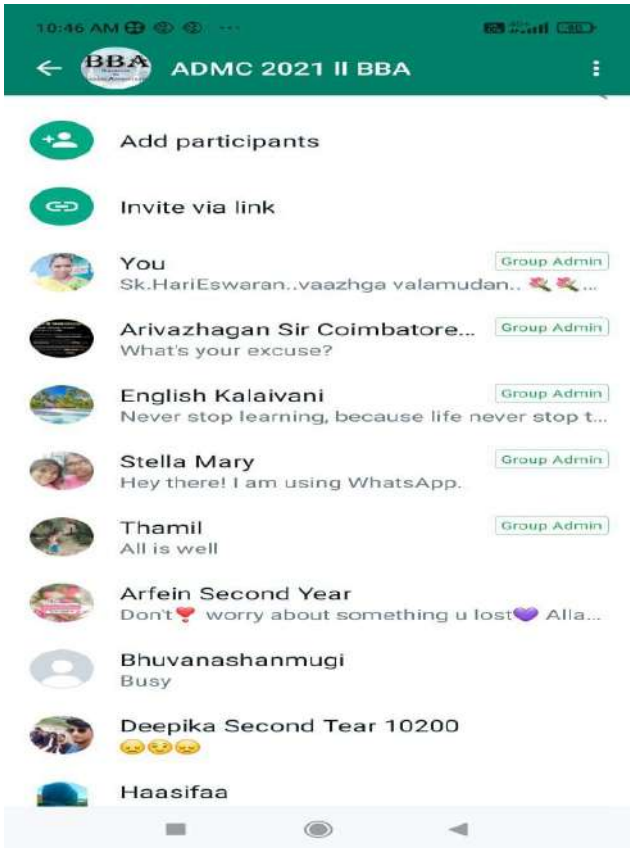 10:46 AM
BBA ADMC 2021 II BBA
Add participants
Invite via link
You Group Admin
Sk.HariEswaran..vaazhga valamudan.. 🌹🌹...
Arivazhagan Sir Coimbatore... Group Admin
What's your excuse?
English Kalaivani Group Admin
Never stop learning, because life never stop t...
Stella Mary Group Admin
Hey there! I am using WhatsApp.
Thamil Group Admin
All is well
Arfein Second Year
Don't❣️ worry about something u lost💜 Alla...
Bhuvanashanmugi
Busy
Deepika Second Tear 10200
😞😔😞
Haasifaa